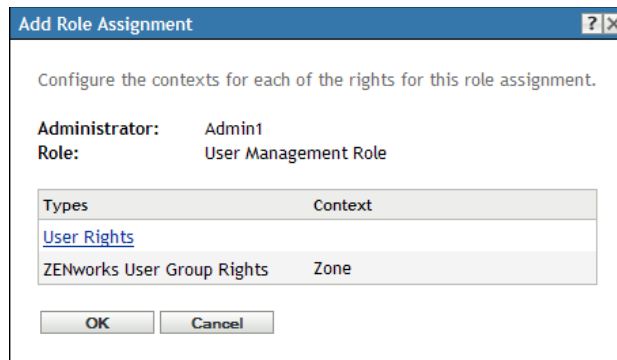 Add Role Assignment
?
Configure the contexts for each of the rights for this role assignment.
Administrator: Admin1
Role: User Management Role
Types Context
User Rights
ZENworks User Group Rights Zone
OK Cancel